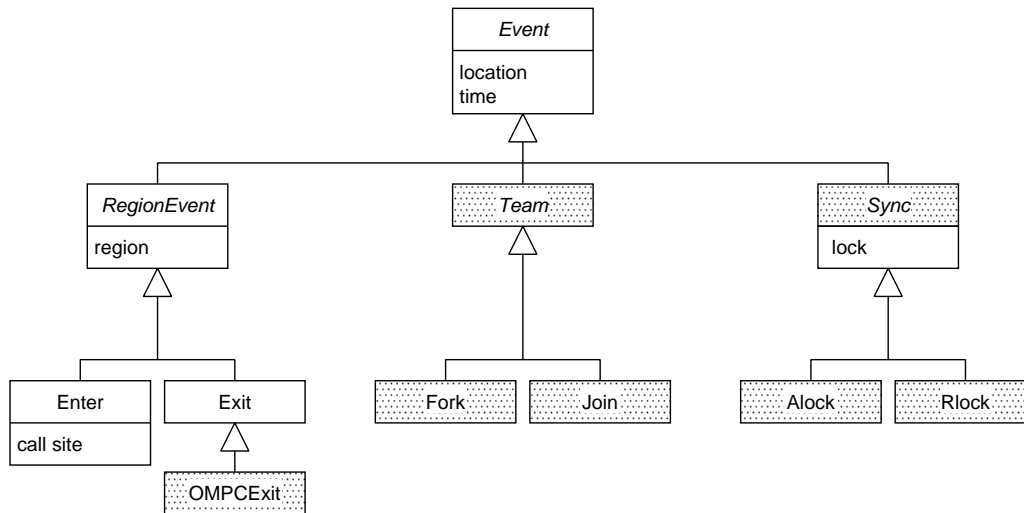 Event
location
time
RegionEvent
region
Team
Sync
lock
Enter
call site
Exit
OMPCExit
Fork
Join
Alock
Rlock